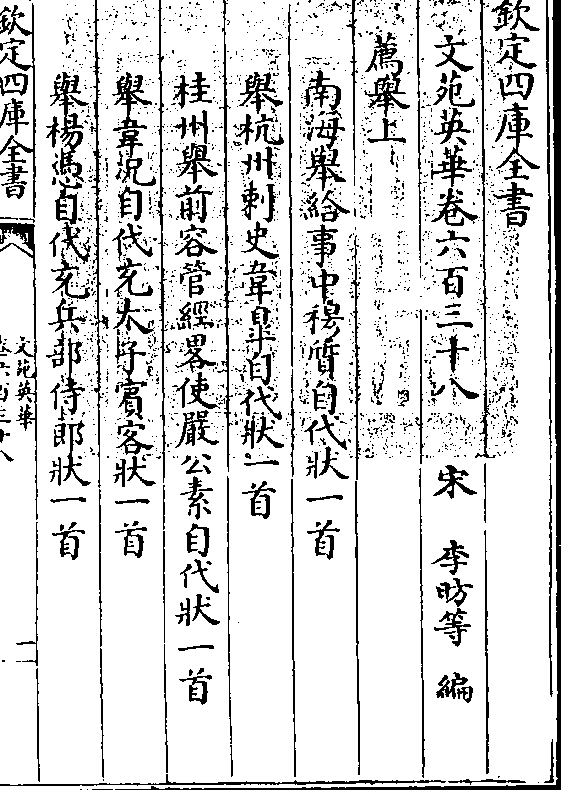 欽定四庫全書
文苑英華卷六百三十八
宋 李昉等 編
薦舉上
南海舉給事中穆質自代狀一首
舉杭州刺史韋臯自代狀一首
桂州舉前容管經畧使嚴公素自代狀一首
舉韋況自代充太子賓客狀一首
舉楊憑自代充兵部侍郎狀一首
欽定四庫全書
文苑英華
卷六百三十八
一